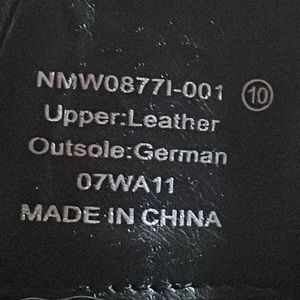 NMW0877I-001 ⑩
Upper:Leather
Outsole:German
07WA11
MADE IN CHINA